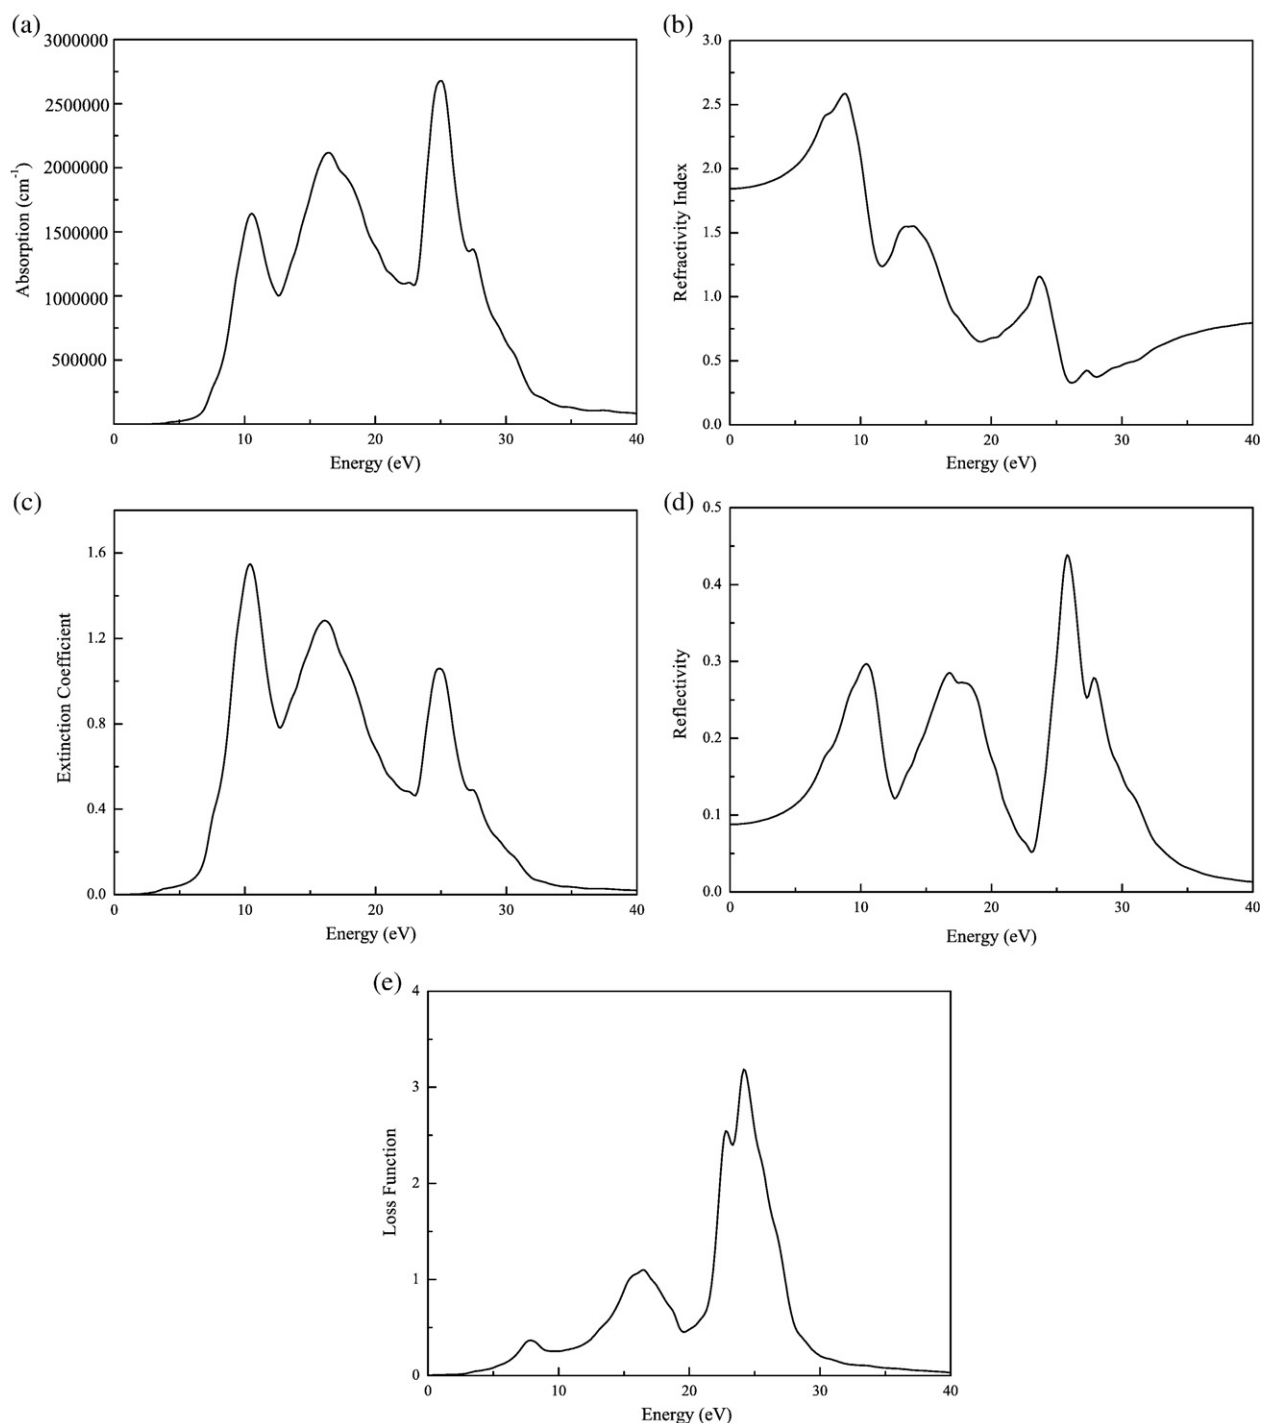 (a)
3000000
2500000
2000000
1500000
1000000
500000
Absorption (cm⁻¹)
0 10 20 30 40
Energy (eV)
(b)
3.0
2.5
2.0
1.5
1.0
0.5
0.0
Refractivity Index
0 10 20 30 40
Energy (eV)
(c)
1.6
1.2
0.8
0.4
0.0
Extinction Coefficient
0 10 20 30 40
Energy (eV)
(d)
0.5
0.4
0.3
0.2
0.1
0.0
Reflectivity
0 10 20 30 40
Energy (eV)
(e)
4
3
2
1
0
Loss Function
0 10 20 30 40
Energy (eV)